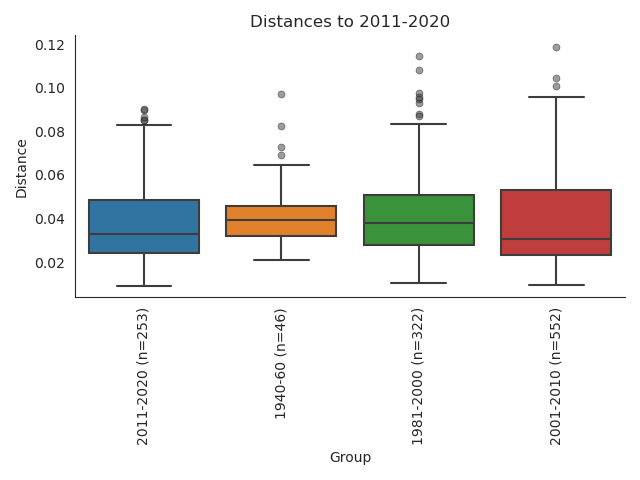 Distances to 2011-2020
Distance
0.12
0.10
0.08
0.06
0.04
0.02
2011-2020 (n=253)
1940-60 (n=46)
1981-2000 (n=322)
2001-2010 (n=552)
Group